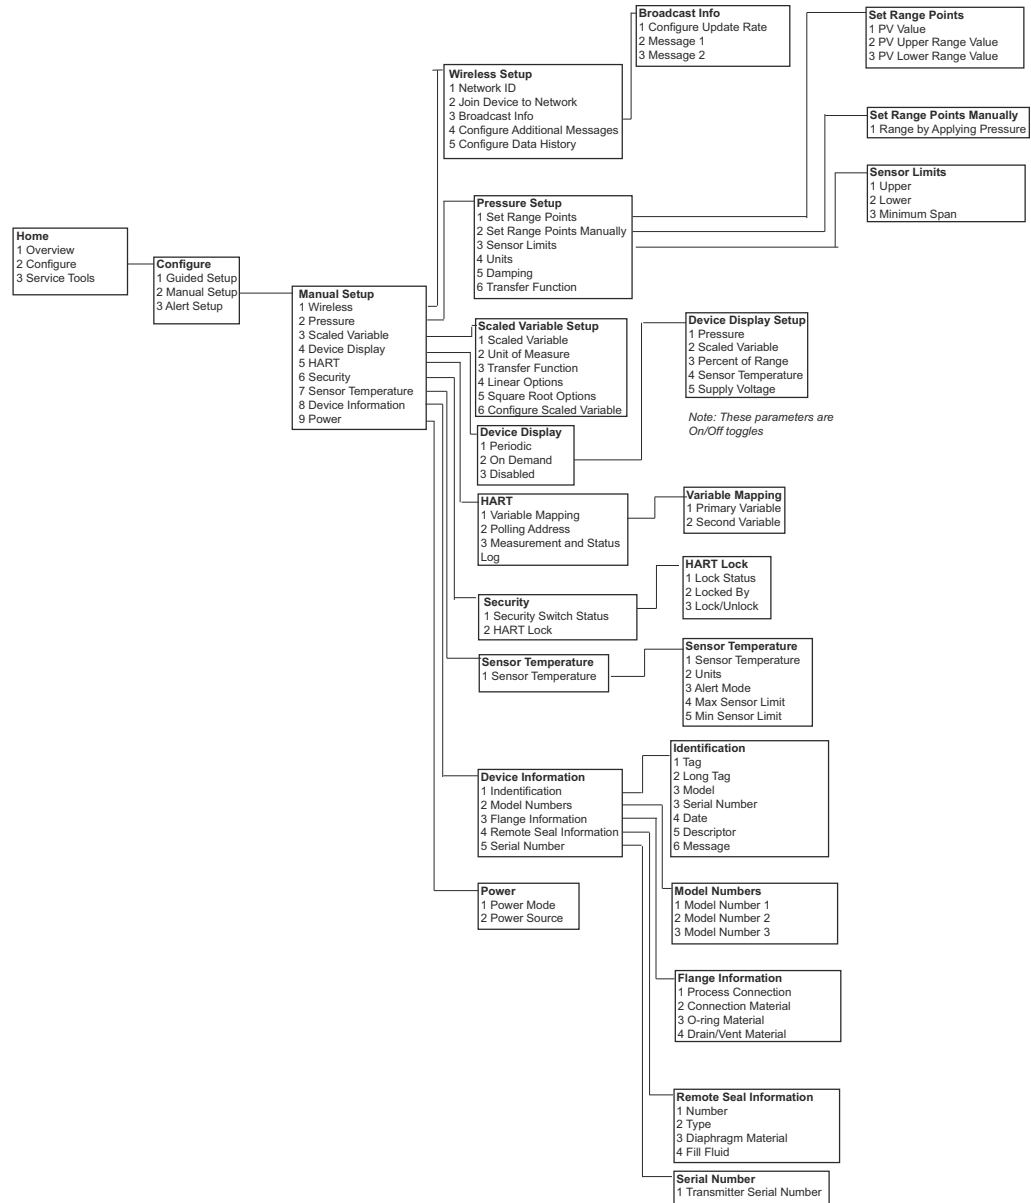 Home
1 Overview
2 Configure
3 Service Tools
Configure
1 Guided Setup
2 Manual Setup
3 Alert Setup
Manual Setup
1 Wireless
2 Pressure
3 Scaled Variable
4 Device Display
5 HART
6 Security
7 Sensor Temperature
8 Device Information
9 Power
Wireless Setup
1 Network ID
2 Join Device to Network
3 Broadcast Info
4 Configure Additional Messages
5 Configure Data History
Broadcast Info
1 Configure Update Rate
2 Message 1
3 Message 2
Pressure Setup
1 Set Range Points
2 Set Range Points Manually
3 Sensor Limits
4 Units
5 Damping
6 Transfer Function
Set Range Points
1 PV Value
2 PV Upper Range Value
3 PV Lower Range Value
Set Range Points Manually
1 Range by Applying Pressure
Sensor Limits
1 Upper
2 Lower
3 Minimum Span
Scaled Variable Setup
1 Scaled Variable
2 Unit of Measure
3 Transfer Function
4 Linear Options
5 Square Root Options
6 Configure Scaled Variable
Device Display
1 Periodic
2 On Demand
3 Disabled
Device Display Setup
1 Pressure
2 Scaled Variable
3 Percent of Range
4 Sensor Temperature
5 Supply Voltage
Note: These parameters are
On/Off toggles
HART
1 Variable Mapping
2 Polling Address
3 Measurement and Status
Log
Variable Mapping
1 Primary Variable
2 Second Variable
Security
1 Security Switch Status
2 HART Lock
HART Lock
1 Lock Status
2 Locked By
3 Lock/Unlock
Sensor Temperature
1 Sensor Temperature
Sensor Temperature
1 Sensor Temperature
2 Units
3 Alert Mode
4 Max Sensor Limit
5 Min Sensor Limit
Device Information
1 Indentification
2 Model Numbers
3 Flange Information
4 Remote Seal Information
5 Serial Number
Identification
1 Tag
2 Long Tag
3 Model
3 Serial Number
4 Date
5 Descriptor
6 Message
Model Numbers
1 Model Number 1
2 Model Number 2
3 Model Number 3
Flange Information
1 Process Connection
2 Connection Material
3 O-ring Material
4 Drain/Vent Material
Remote Seal Information
1 Number
2 Type
3 Diaphragm Material
4 Fill Fluid
Serial Number
1 Transmitter Serial Number
Power
1 Power Mode
2 Power Source